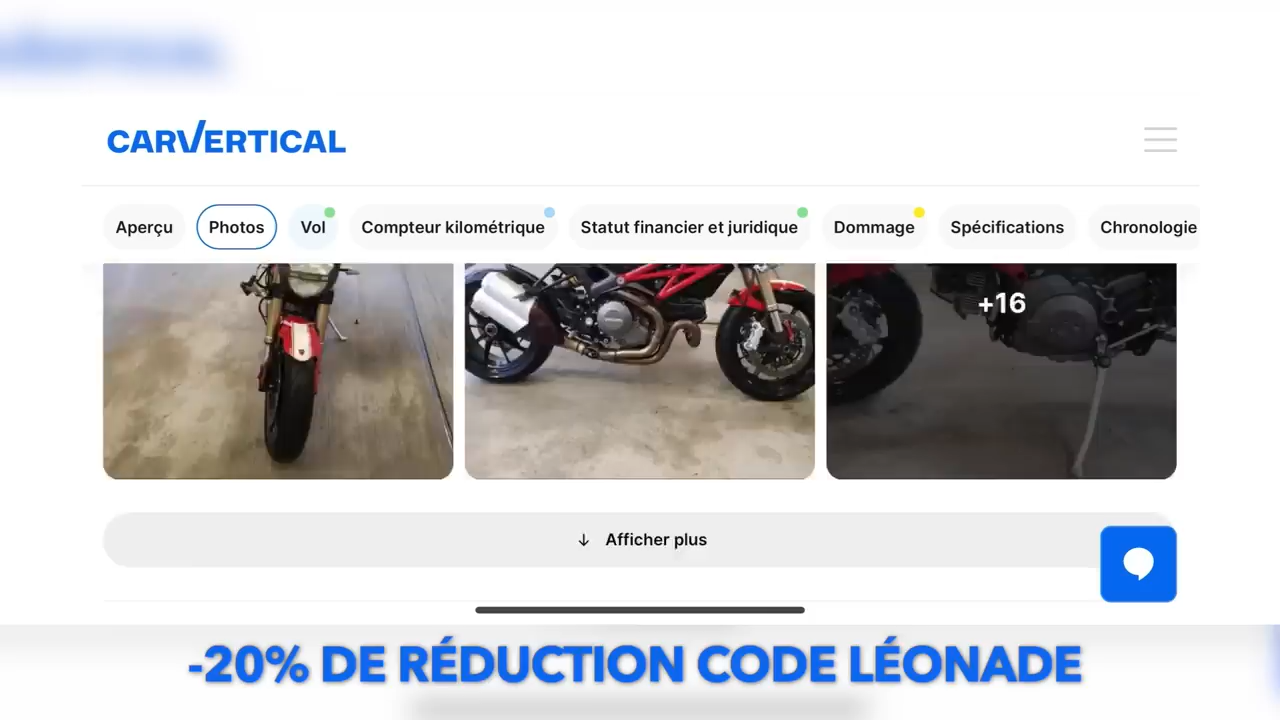 CARVERTICAL
Aperçu Photos Vol Compteur kilométrique Statut financier et juridique Dommage Spécifications Chronologie
+16
↓ Afficher plus
-20% DE RÉDUCTION CODE LÉONADE